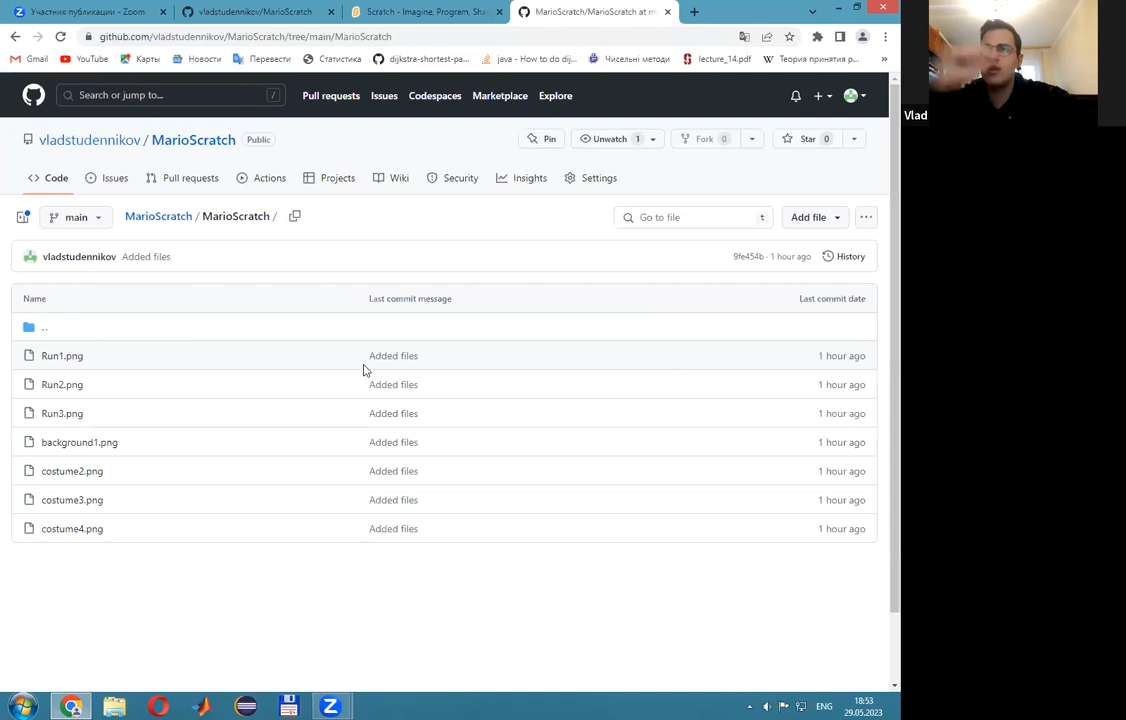 Участник публикации - Zoom
vladstudennikov/MarioScratch
Scratch - Imagine, Program, Sha
MarioScratch/MarioScratch at m
github.com/vladstudennikov/MarioScratch/tree/main/MarioScratch
Gmail YouTube Карты Новости Перевести Статистика dijkstra-shortest-pa... java - How to do dij... Чисельні методи lecture_14.pdf Теория принятия р... »
Search or jump to... / Pull requests Issues Codespaces Marketplace Explore
Vlad
vladstudennikov / MarioScratch Public Pin Unwatch 1 Fork 0 Star 0
Code Issues Pull requests Actions Projects Wiki Security Insights Settings
main MarioScratch / MarioScratch / Go to file t Add file
vladstudennikov Added files 9fe454b · 1 hour ago History
Name Last commit message Last commit date
..
Run1.png Added files 1 hour ago
Run2.png Added files 1 hour ago
Run3.png Added files 1 hour ago
background1.png Added files 1 hour ago
costume2.png Added files 1 hour ago
costume3.png Added files 1 hour ago
costume4.png Added files 1 hour ago
ENG
18:53
29.05.2023